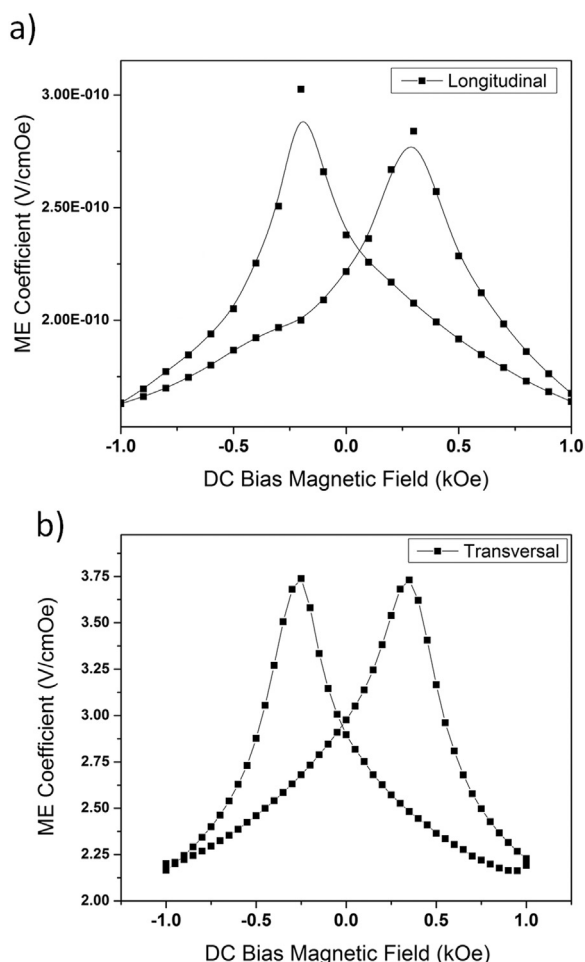 a)
3.00E-010
2.50E-010
2.00E-010
ME Coefficient (V/cmOe)
Longitudinal
-1.0 -0.5 0.0 0.5 1.0
DC Bias Magnetic Field (kOe)
b)
3.75
3.50
3.25
3.00
2.75
2.50
2.25
2.00
ME Coefficient (V/cmOe)
Transversal
-1.0 -0.5 0.0 0.5 1.0
DC Bias Magnetic Field (kOe)